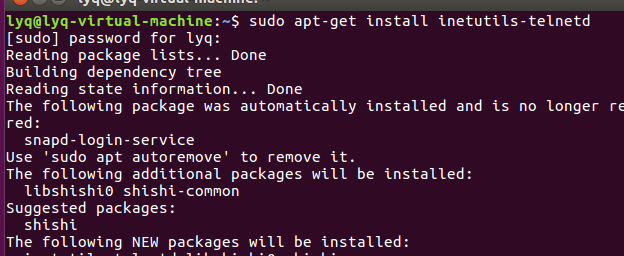 lyq@lyq-virtual-machine:~$ sudo apt-get install inetutils-telnetd
[sudo] password for lyq:
Reading package lists... Done
Building dependency tree
Reading state information... Done
The following package was automatically installed and is no longer re
red:
  snapd-login-service
Use 'sudo apt autoremove' to remove it.
The following additional packages will be installed:
  libshishi0 shishi-common
Suggested packages:
  shishi
The following NEW packages will be installed: